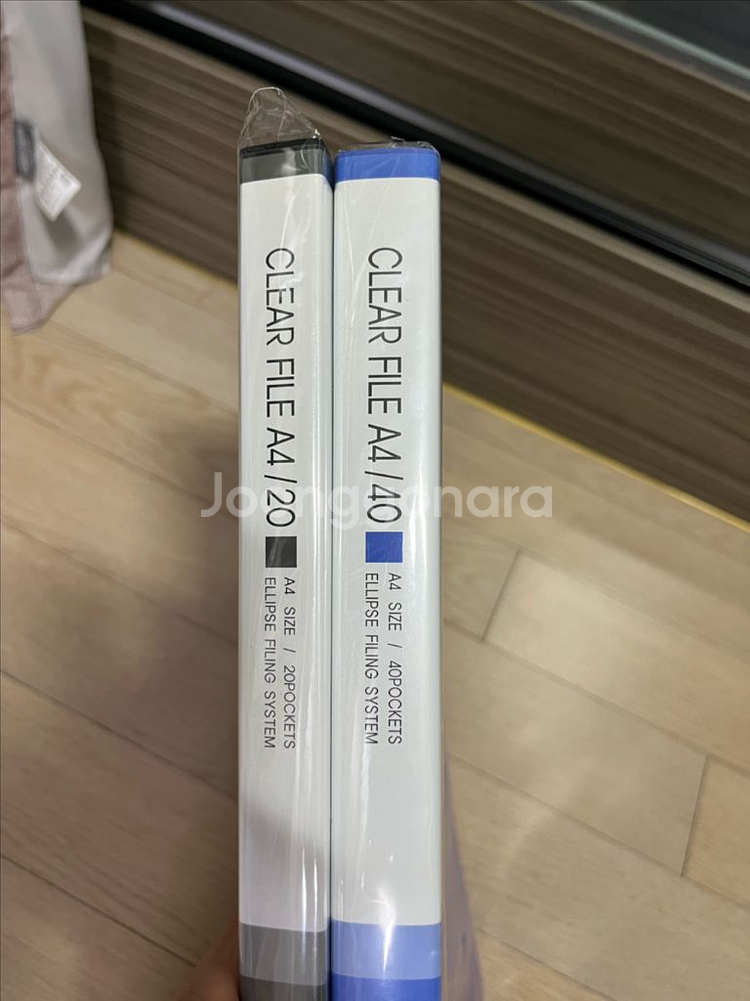 CLEAR FILE A4/20
A4 SIZE / 20POCKETS
ELLIPSE FILING SYSTEM
CLEAR FILE A4/40
A4 SIZE / 40POCKETS
ELLIPSE FILING SYSTEM
Joonggonara